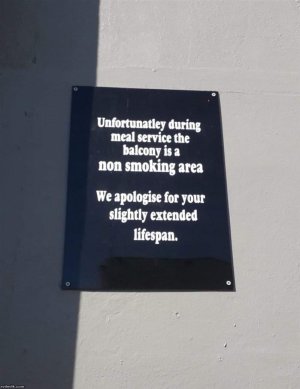 Unfortunatley during
meal service the
balcony is a
non smoking area
We apologise for your
slightly extended
lifespan.